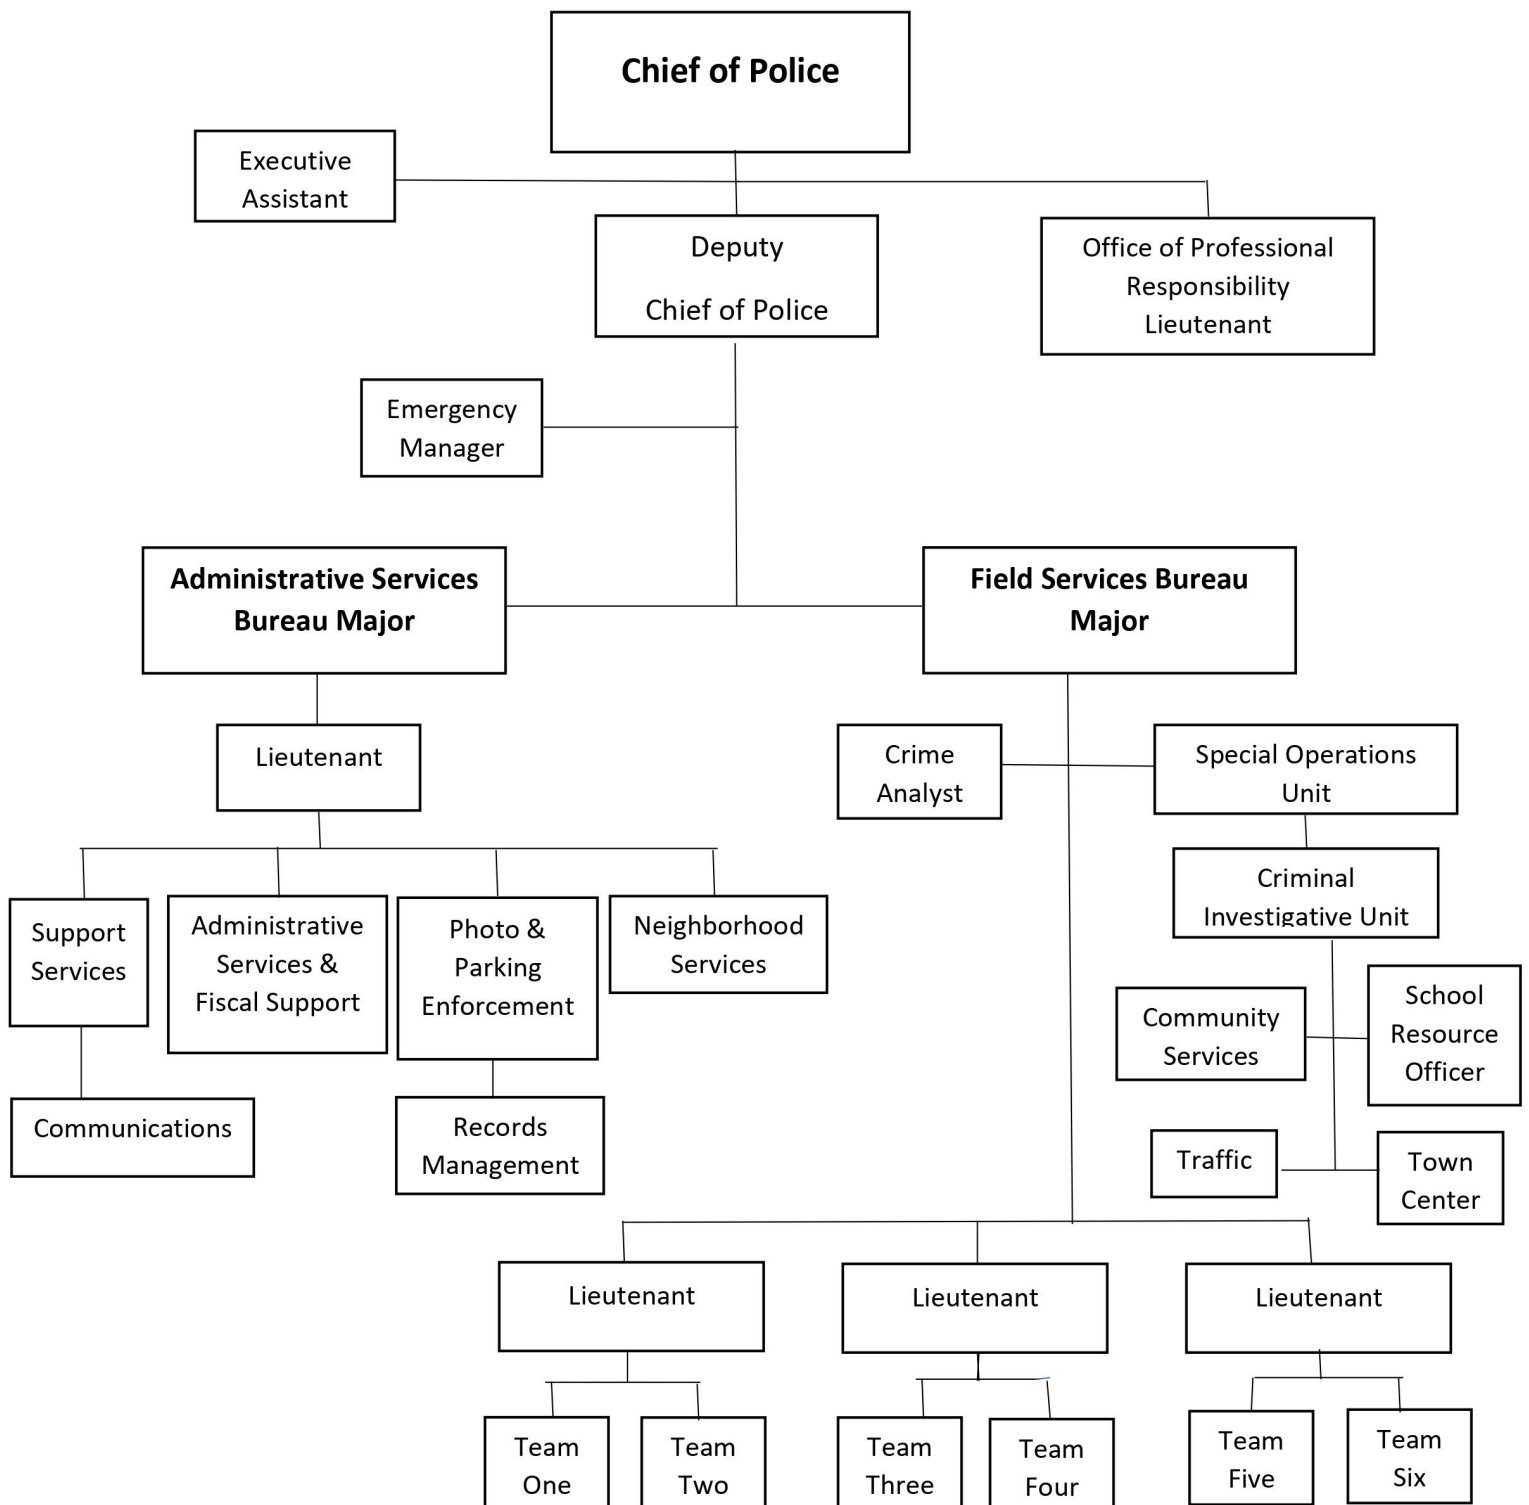 Chief of Police
Executive
Assistant
Deputy
Chief of Police
Office of Professional
Responsibility
Lieutenant
Emergency
Manager
Administrative Services
Bureau Major
Field Services Bureau
Major
Lieutenant
Crime
Analyst
Special Operations
Unit
Criminal
Investigative Unit
Support
Services
Administrative
Services &
Fiscal Support
Photo &
Parking
Enforcement
Neighborhood
Services
Community
Services
School
Resource
Officer
Communications
Records
Management
Traffic
Town
Center
Lieutenant
Lieutenant
Lieutenant
Team
One
Team
Two
Team
Three
Team
Four
Team
Five
Team
Six